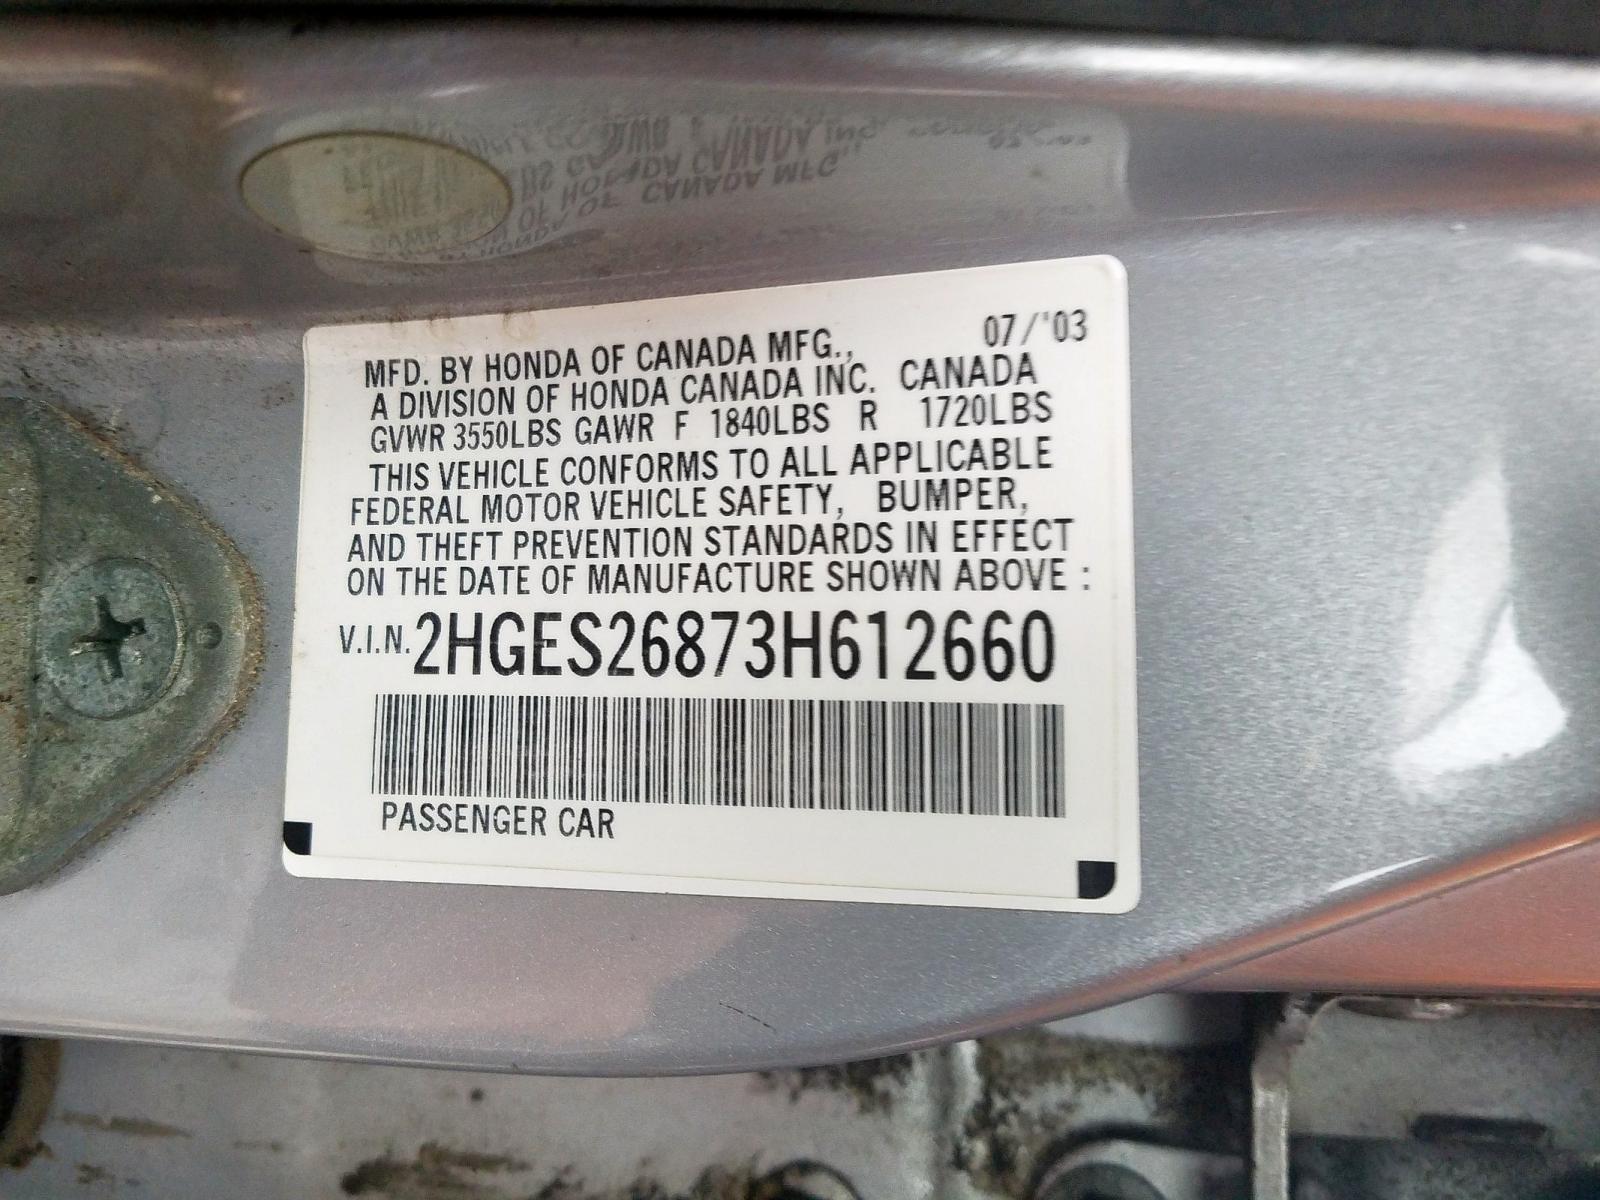 07/'03
MFD. BY HONDA OF CANADA MFG.,
A DIVISION OF HONDA CANADA INC. CANADA
GVWR 3550LBS GAWR F 1840LBS R 1720LBS
THIS VEHICLE CONFORMS TO ALL APPLICABLE
FEDERAL MOTOR VEHICLE SAFETY, BUMPER,
AND THEFT PREVENTION STANDARDS IN EFFECT
ON THE DATE OF MANUFACTURE SHOWN ABOVE :
V.I.N. 2HGES26873H612660
PASSENGER CAR